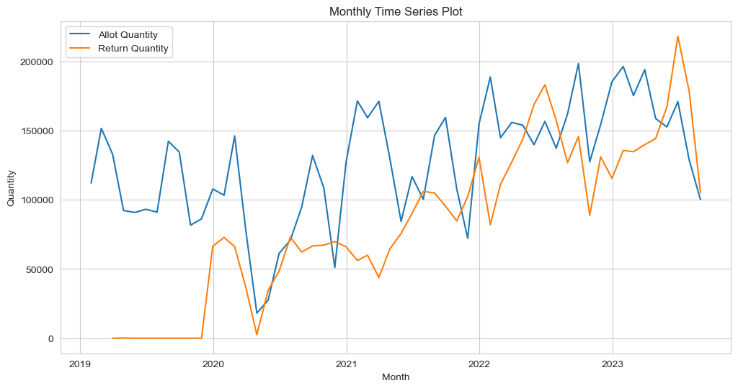 Monthly Time Series Plot
Allot Quantity
Return Quantity
200000
150000
100000
50000
0
Quantity
2019
2020
2021
2022
2023
Month